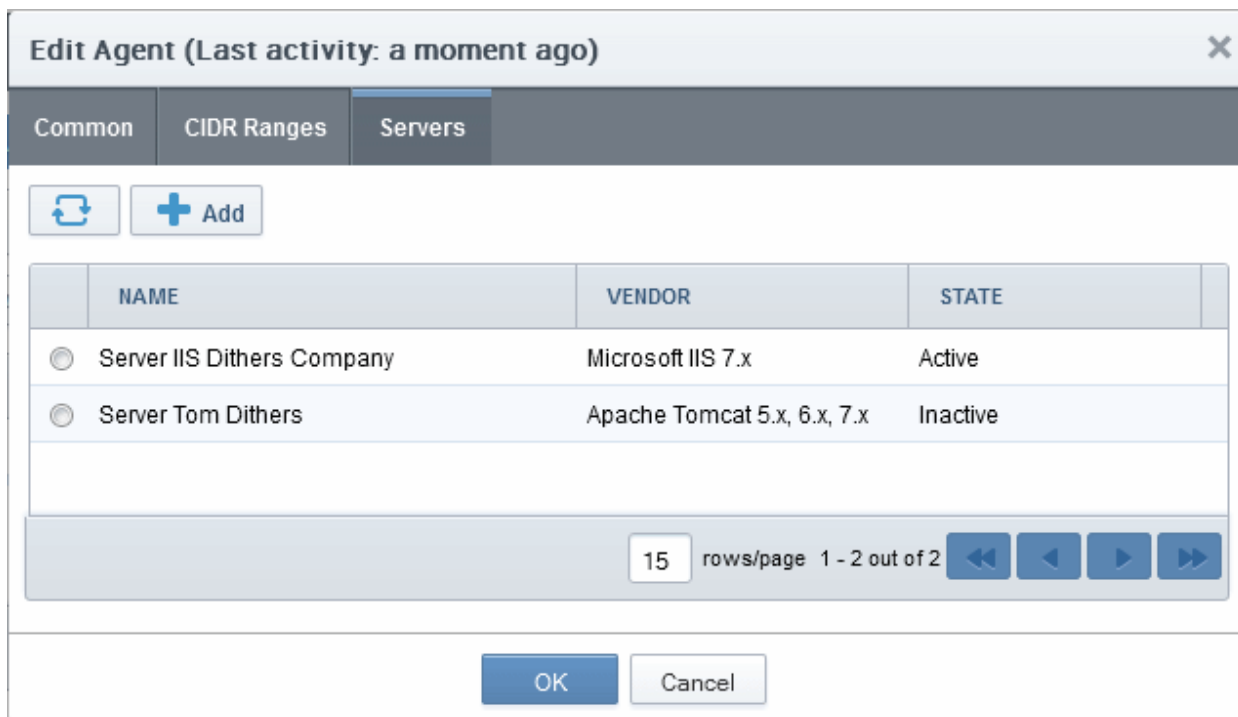 Edit Agent (Last activity: a moment ago)
Common CIDR Ranges Servers
Add
NAME VENDOR STATE
Server IIS Dithers Company Microsoft IIS 7.x Active
Server Tom Dithers Apache Tomcat 5.x, 6.x, 7.x Inactive
15 rows/page 1 - 2 out of 2
OK Cancel